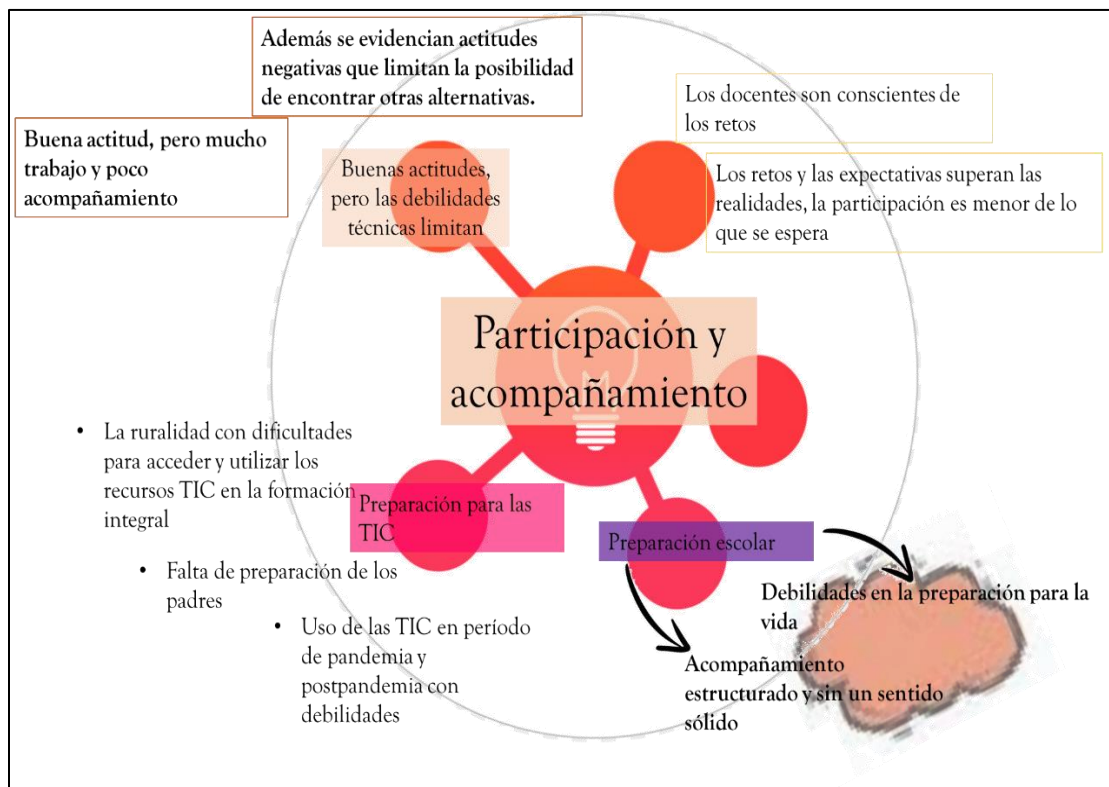 Además se evidencian actitudes
negativas que limitan la posibilidad
de encontrar otras alternativas.
Buena actitud, pero mucho
trabajo y poco
acompañamiento
Buenas actitudes,
pero las debilidades
técnicas limitan
Los docentes son conscientes de
los retos
Los retos y las expectativas superan las
realidades, la participación es menor de lo
que se espera
Participación y
acompañamiento
• La ruralidad con dificultades
para acceder y utilizar los
recursos TIC en la formación
integral
• Falta de preparación de los
padres
• Uso de las TIC en período
de pandemia y
postpandemia con
debilidades
Preparación para las
TIC
Preparación escolar
Debilidades en la preparación para la
vida
Acompañamiento
estructurado y sin un sentido
sólido